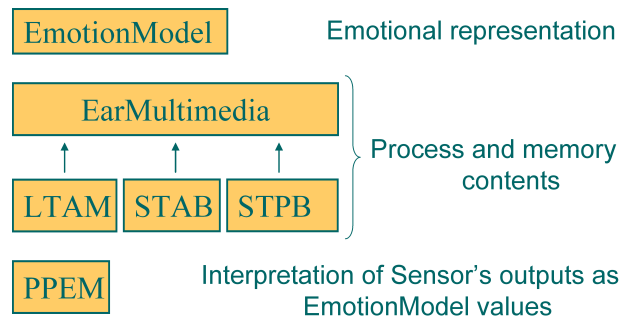 EmotionModel
Emotional representation
EarMultimedia
Process and memory
contents
LTAM
STAB
STPB
PPEM
Interpretation of Sensor's outputs as
EmotionModel values